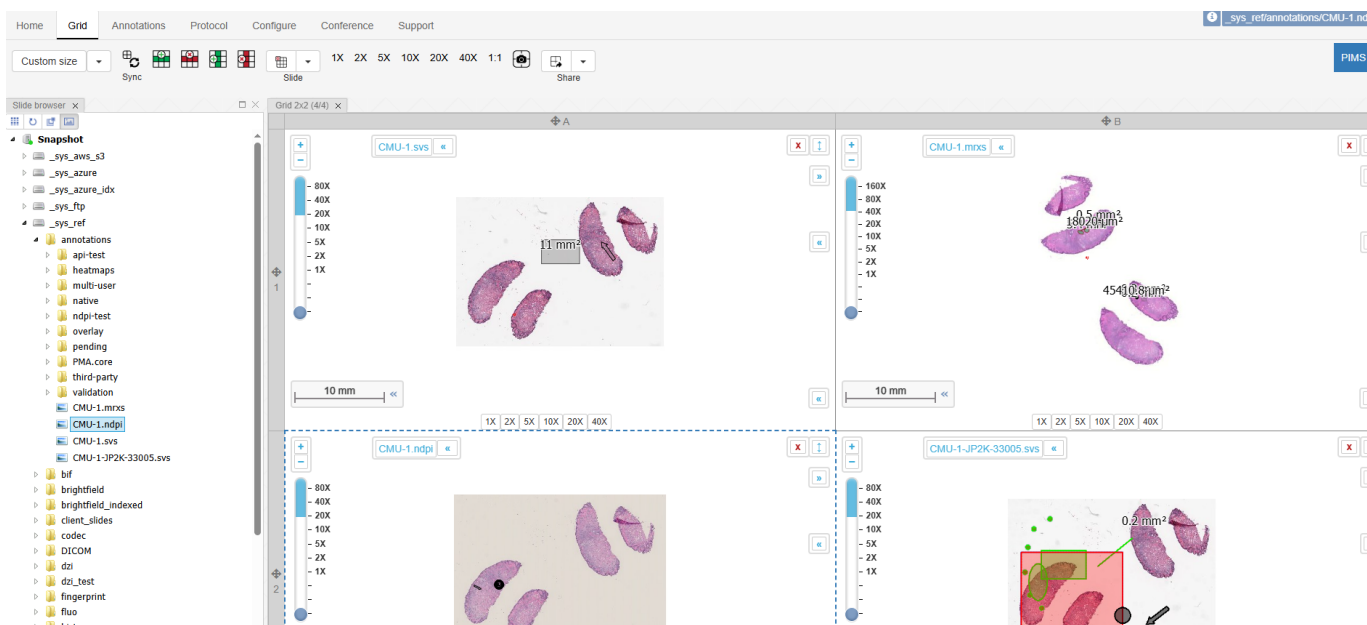 Home Grid Annotations Protocol Configure Conference Support
_sys_ref/annotations/CMU-1.nd
Custom size 1X 2X 5X 10X 20X 40X 1:1
PIMS
Sync Slide Share
Slide browser x
Grid 2x2 (4/4) x
Snapshot
_sys_aws_s3
_sys_azure
_sys_azure_idx
_sys_ftp
_sys_ref
annotations
api-test
heatmaps
multi-user
native
ndpi-test
overlay
pending
PMA.core
third-party
validation
CMU-1.mrxs
CMU-1.ndpi
CMU-1.svs
CMU-1-JP2K-33005.svs
bif
brightfield
brightfield_indexed
client_slides
codec
DICOM
dzi
dzi_test
fingerprint
fluo
A
B
1
2
+ CMU-1.svs « x
−
»
80X
40X
20X
10X
5X
2X
1X
11 mm²
«
10 mm «
«
1X 2X 5X 10X 20X 40X
+ CMU-1.mrxs « x
−
160X
80X
40X
20X
10X
5X
2X
1X
0.5 mm²
10 mm «
1X 2X 5X 10X 20X 40X
+ CMU-1.ndpi « x
−
»
80X
40X
20X
10X
5X
2X
1X
«
+ CMU-1-JP2K-33005.svs « x
−
80X
40X
20X
10X
5X
2X
1X
0.2 mm²